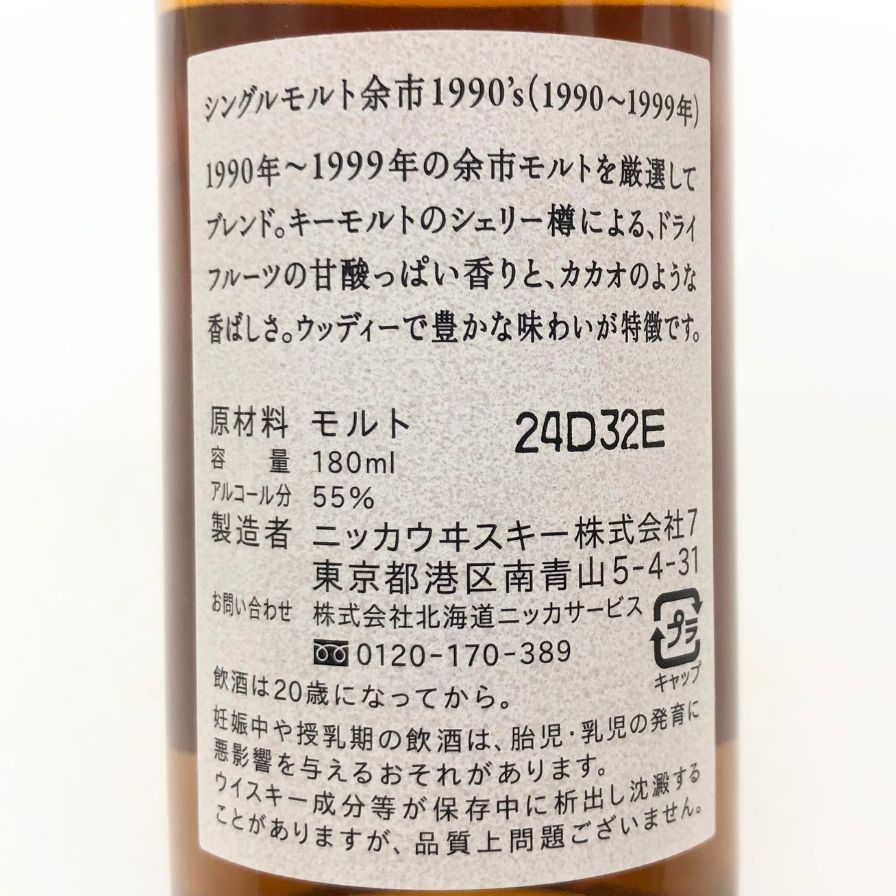 シングルモルト余市1990's(1990～1999年)
1990年～1999年の余市モルトを厳選して
ブレンド。キーモルトのシェリー樽による、ドライ
フルーツの甘酸っぱい香りと、カカオのような
香ばしさ。ウッディーで豊かな味わいが特徴です。
原材料 モルト 24D32E
容量 180ml
アルコール分 55%
製造者 ニッカウヰスキー株式会社7
東京都港区南青山5-4-31
お問い合わせ 株式会社北海道ニッカサービス
0120-170-389
プラ
キャップ
飲酒は20歳になってから。
妊娠中や授乳期の飲酒は、胎児・乳児の発育に
悪影響を与えるおそれがあります。
ウイスキー成分等が保存中に析出し沈澱する
ことがありますが、品質上問題ございません。